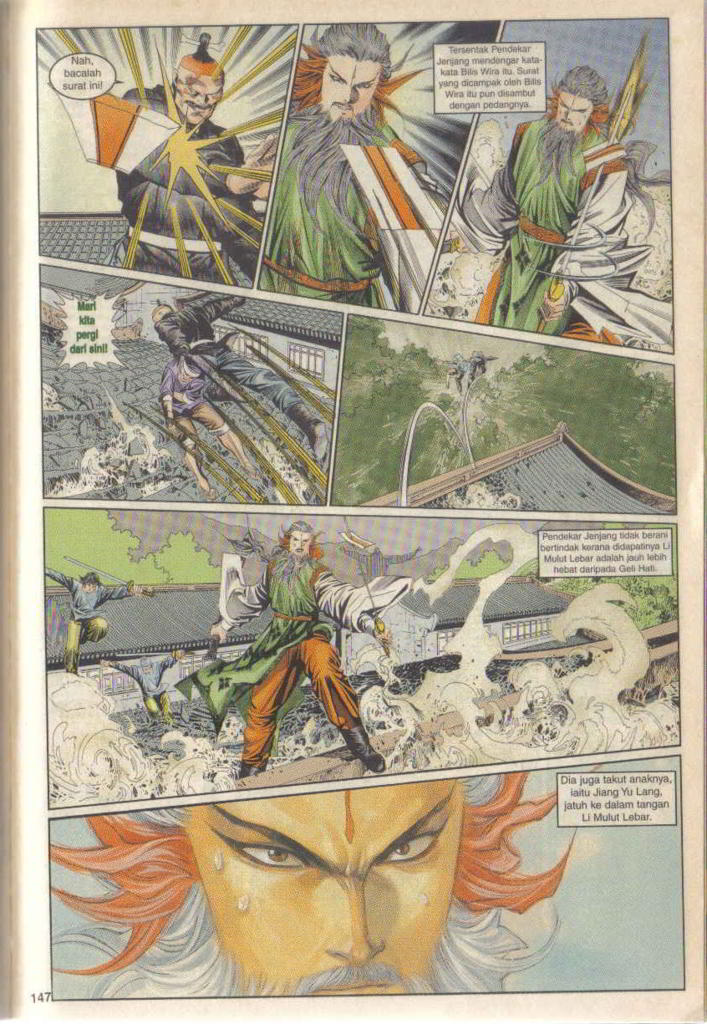 Nah,
bacalah
surat ini!
Tersentak Pendekar
Jenjang mendengar kata-
kata Bilis Wira itu. Surat
yang dicampak oleh Bilis
Wira itu pun disambut
dengan pedangnya.
Mari
kita
pergi
dari sini!
Pendekar Jenjang tidak berani
bertindak kerana didapatinya Li
Mulut Lebar adalah jauh lebih
hebat daripada Geli Hati.
Dia juga takut anaknya,
iaitu Jiang Yu Lang,
jatuh ke dalam tangan
Li Mulut Lebar.
147